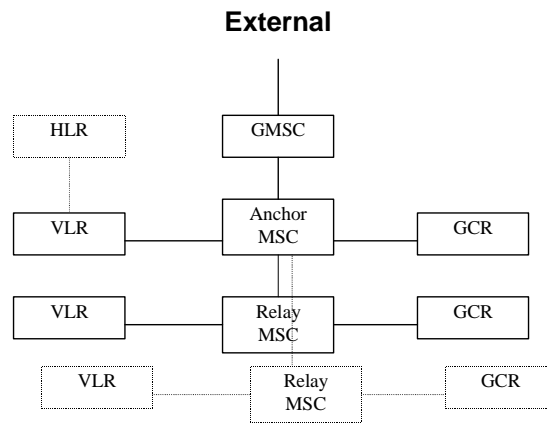 External
HLR
GMSC
VLR
Anchor
MSC
GCR
VLR
Relay
MSC
GCR
VLR
Relay
MSC
GCR